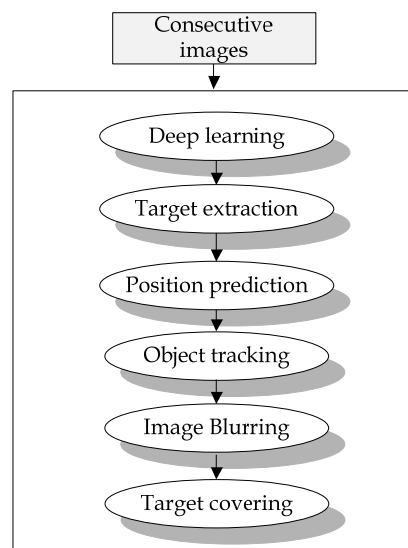 Consecutive
images
Deep learning
Target extraction
Position prediction
Object tracking
Image Blurring
Target covering